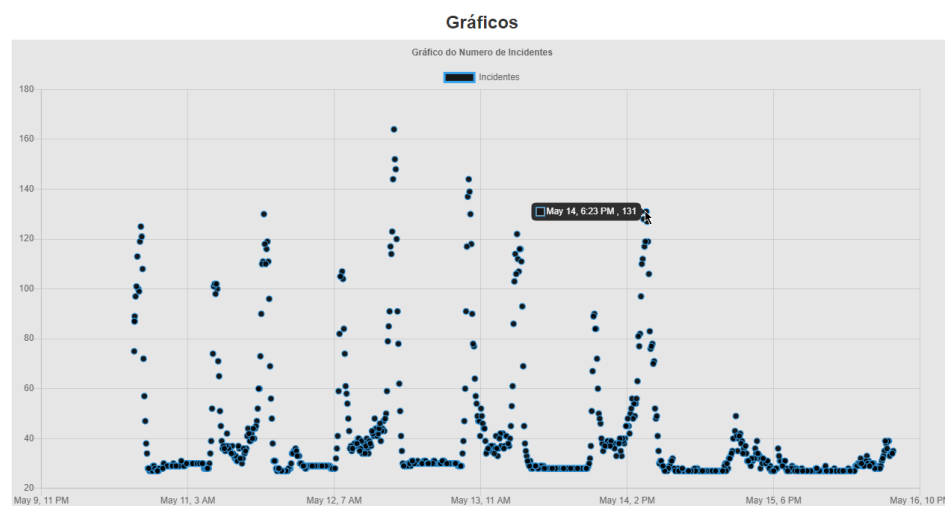 Gráficos
Gráfico do Numero de Incidentes
Incidentes
180
160
140
120
100
80
60
40
20
May 14, 6:23 PM , 131
May 9, 11 PM
May 11, 3 AM
May 12, 7 AM
May 13, 11 AM
May 14, 2 PM
May 15, 6 PM
May 16, 10 P